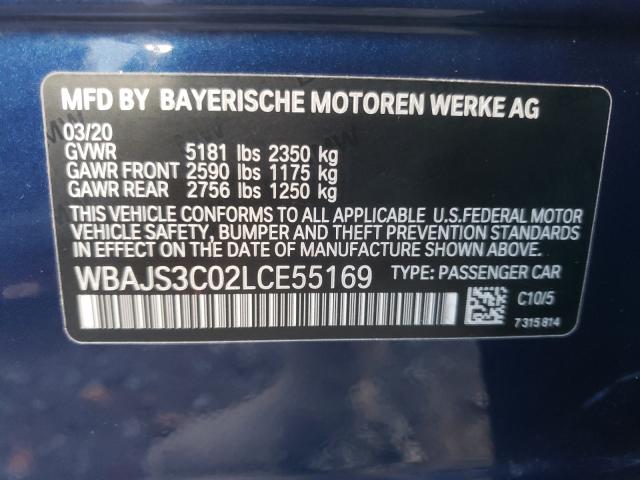 MFD BY BAYERISCHE MOTOREN WERKE AG
03/20
GVWR 5181 lbs 2350 kg
GAWR FRONT 2590 lbs 1175 kg
GAWR REAR 2756 lbs 1250 kg
THIS VEHICLE CONFORMS TO ALL APPLICABLE U.S.FEDERAL MOTOR
VEHICLE SAFETY, BUMPER AND THEFT PREVENTION STANDARDS
IN EFFECT ON THE DATE OF MANUFACTURE SHOWN ABOVE.
WBAJS3C02LCE55169 TYPE: PASSENGER CAR
C10/5
7315814